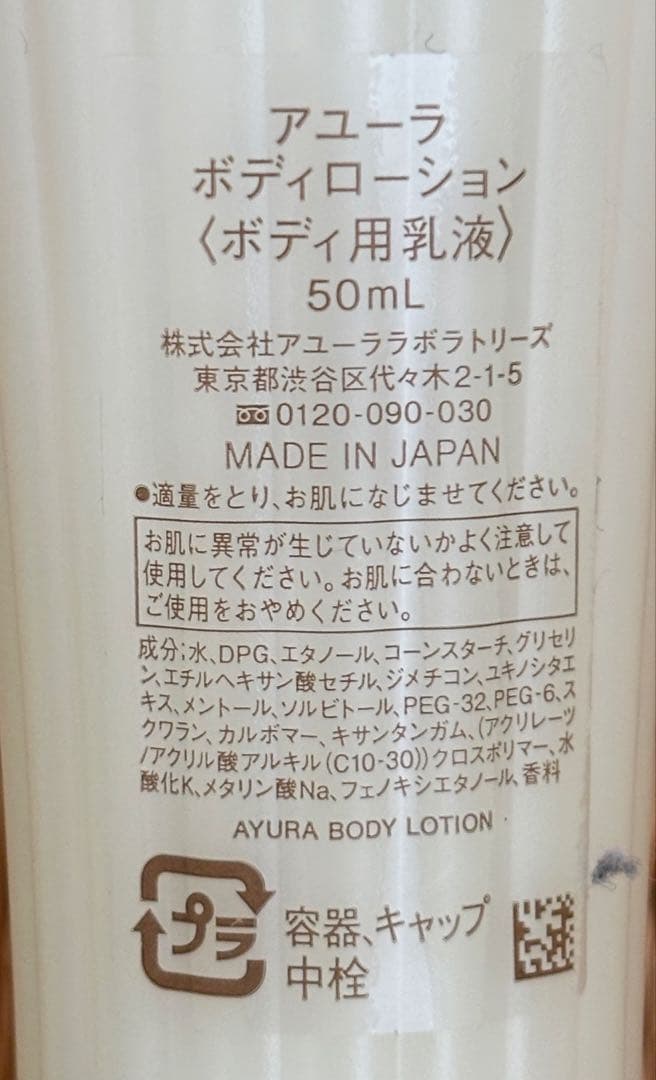 アユーラ
ボディローション
〈ボディ用乳液〉
50mL
株式会社アユーララボラトリーズ
東京都渋谷区代々木2-1-5
0120-090-030
MADE IN JAPAN
●適量をとり、お肌になじませてください。
お肌に異常が生じていないかよく注意して
使用してください。お肌に合わないときは、
ご使用をおやめください。
成分;水、DPG、エタノール、コーンスターチ、グリセリ
ン、エチルヘキサン酸セチル、ジメチコン、ユキノシタエ
キス、メントール、ソルビトール、PEG-32、PEG-6、ス
クワラン、カルボマー、キサンタンガム、(アクリレーツ
/アクリル酸アルキル(C10-30))クロスポリマー、水
酸化K、メタリン酸Na、フェノキシエタノール、香料
AYURA BODY LOTION
プラ
容器、キャップ
中栓